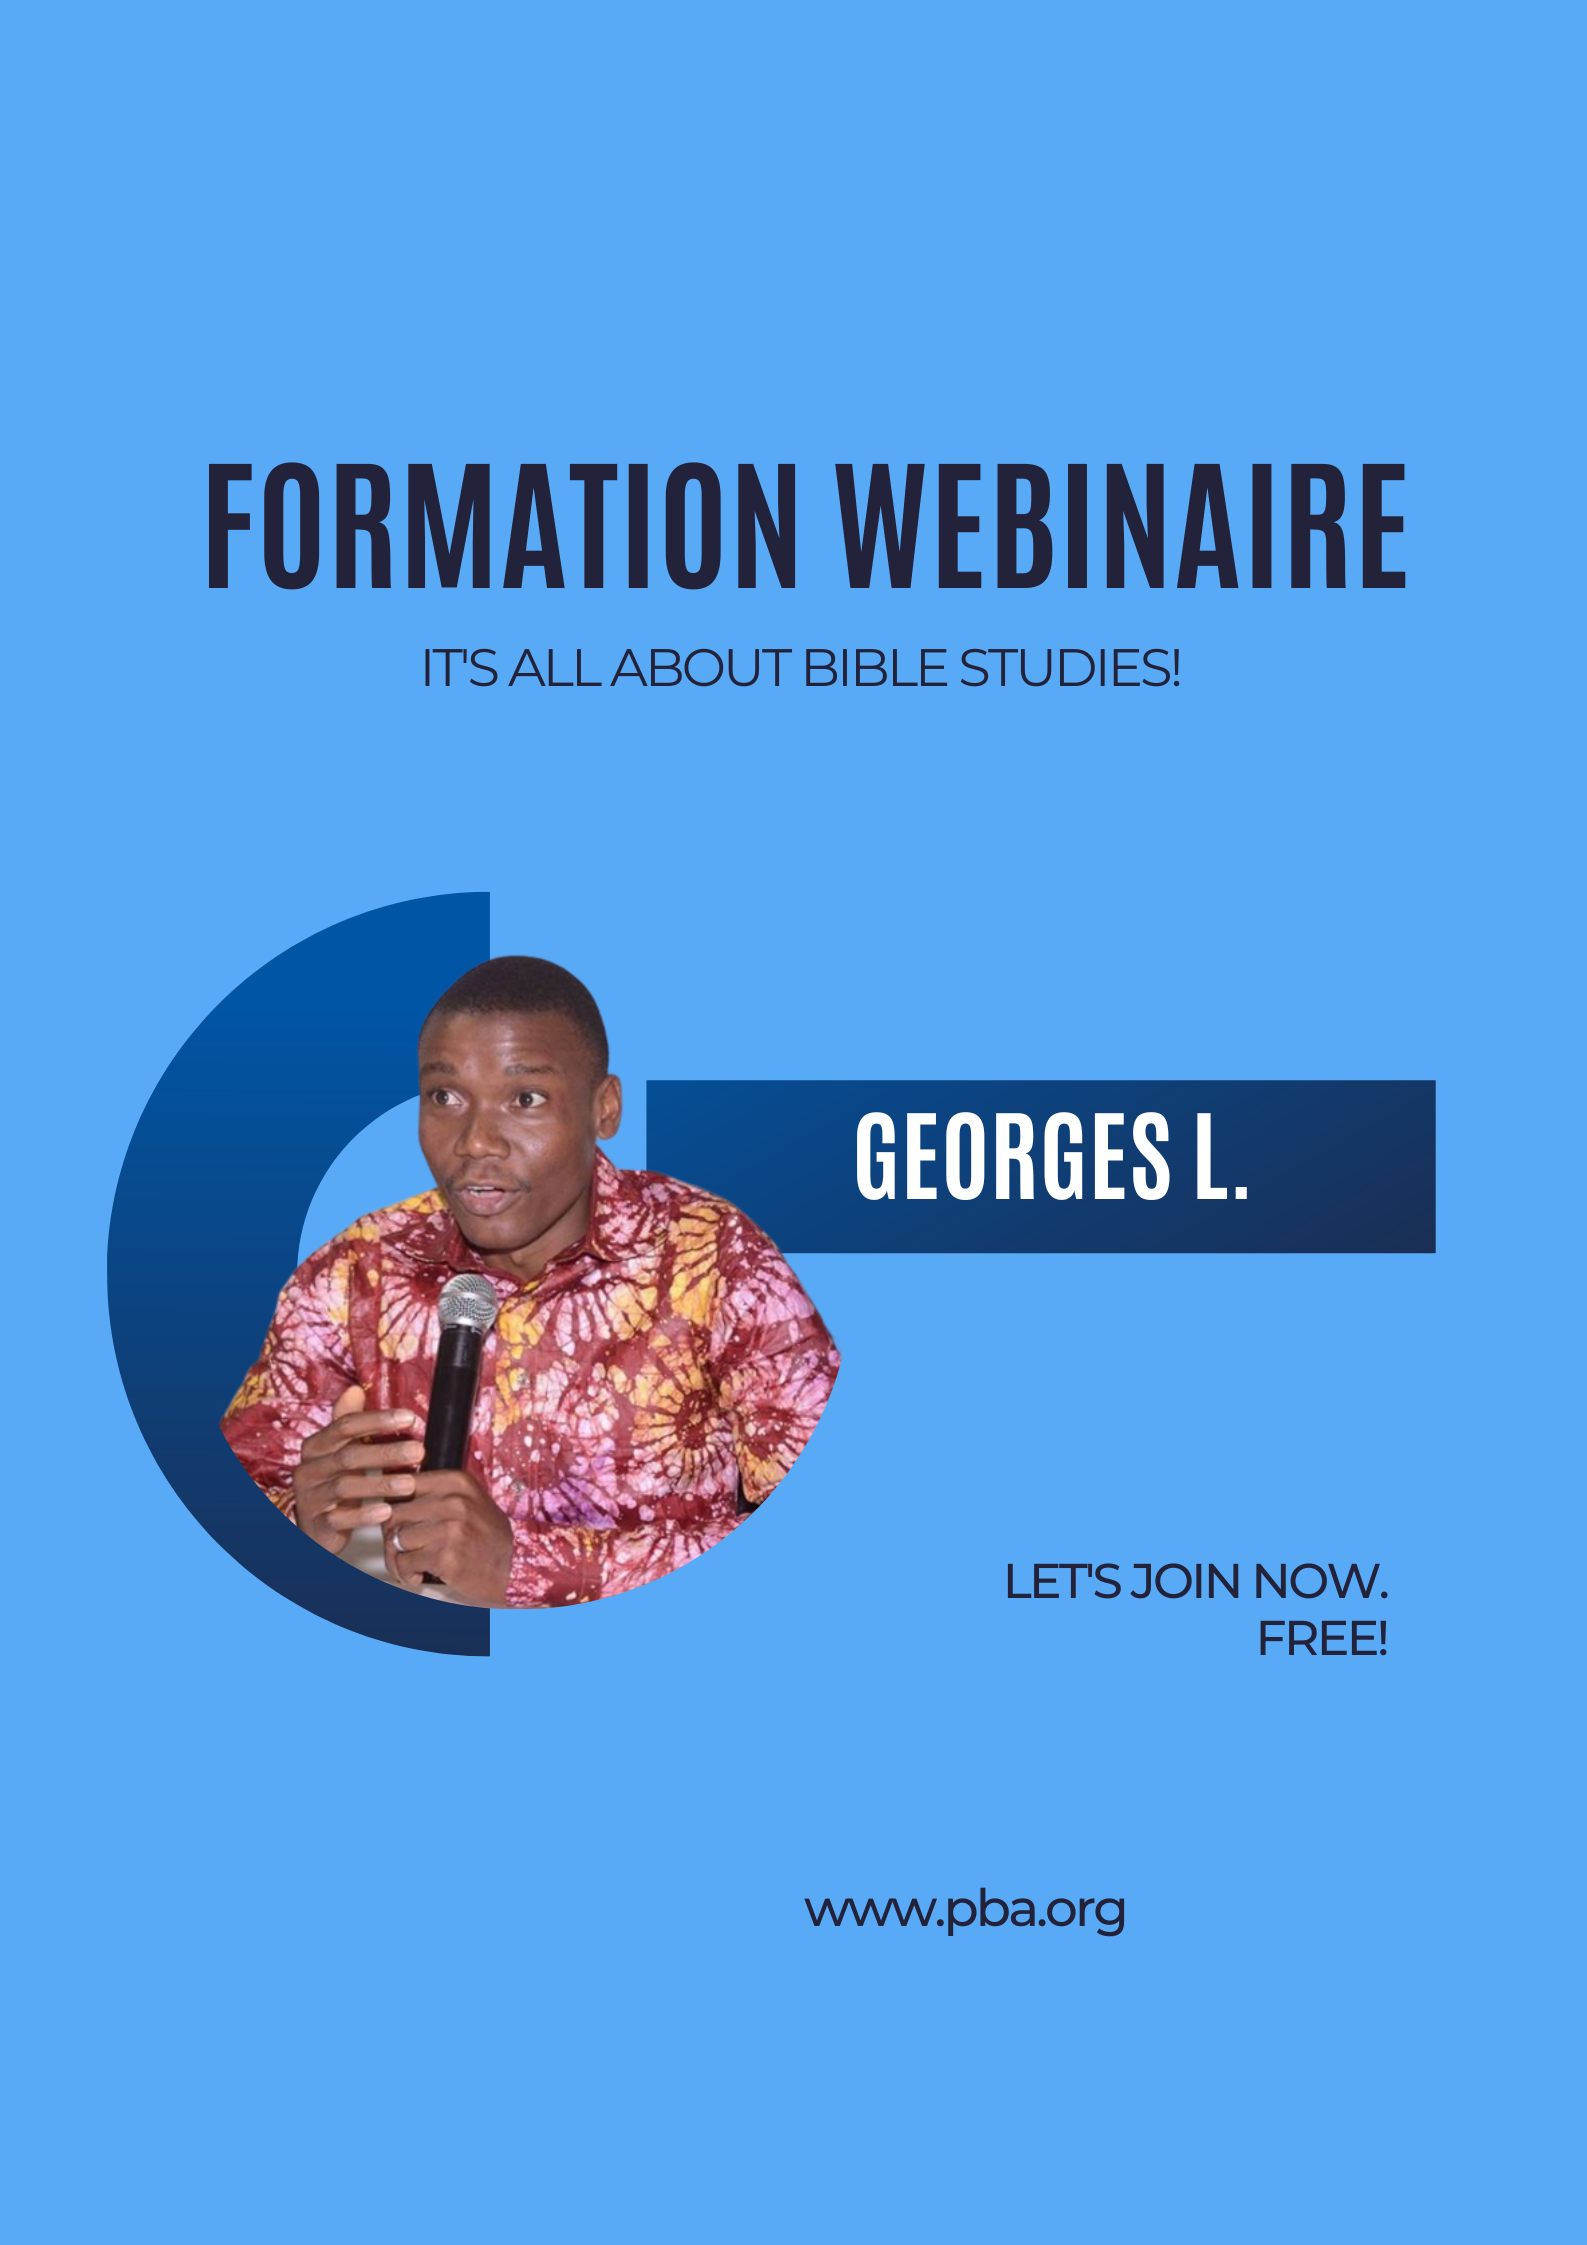 FORMATION WEBINAIRE
IT'S ALL ABOUT BIBLE STUDIES!
GEORGES L.
LET'S JOIN NOW.
FREE!
www.pba.org